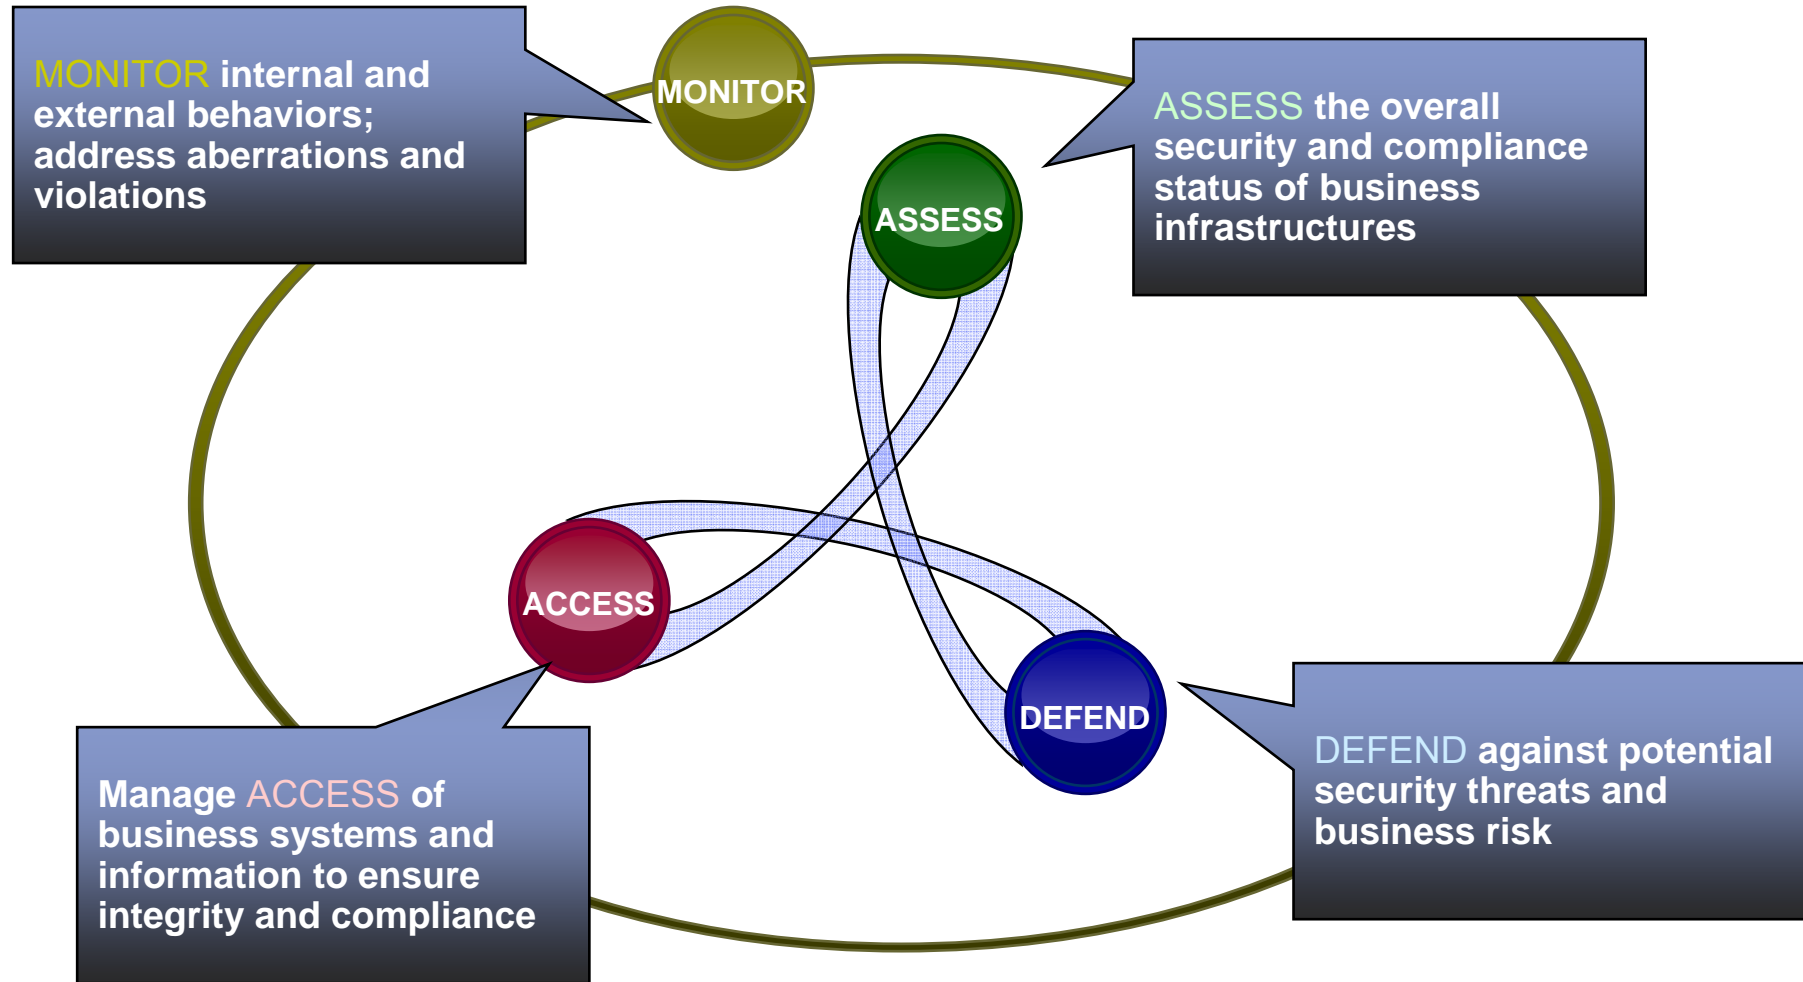 MONITOR internal and
external behaviors;
address aberrations and
violations
MONITOR
ASSESS the overall
security and compliance
status of business
infrastructures
ASSESS
ACCESS
Manage ACCESS of
business systems and
information to ensure
integrity and compliance
DEFEND
DEFEND against potential
security threats and
business risk